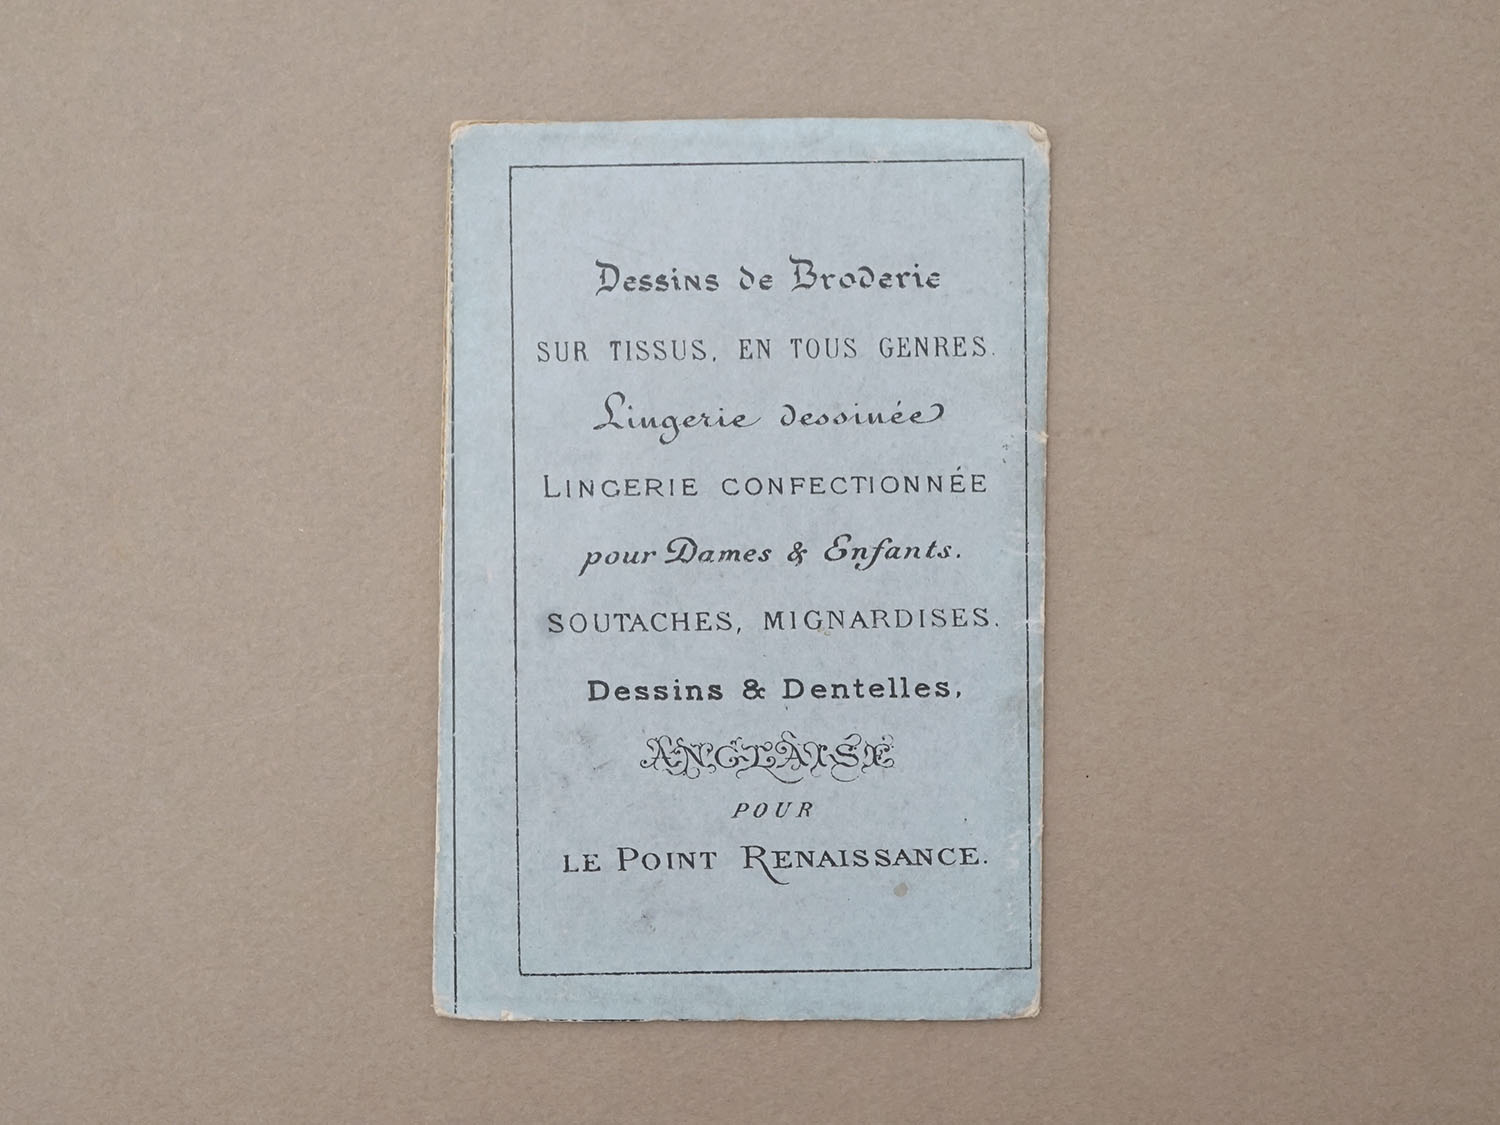 Dessins de Broderie
SUR TISSUS, EN TOUS GENRES.
Lingerie dessinée
LINGERIE CONFECTIONNÉE
pour Dames & Enfants.
SOUTACHES, MIGNARDISES.
Dessins & Dentelles,
ANGLAISE
POUR
LE POINT RENAISSANCE.